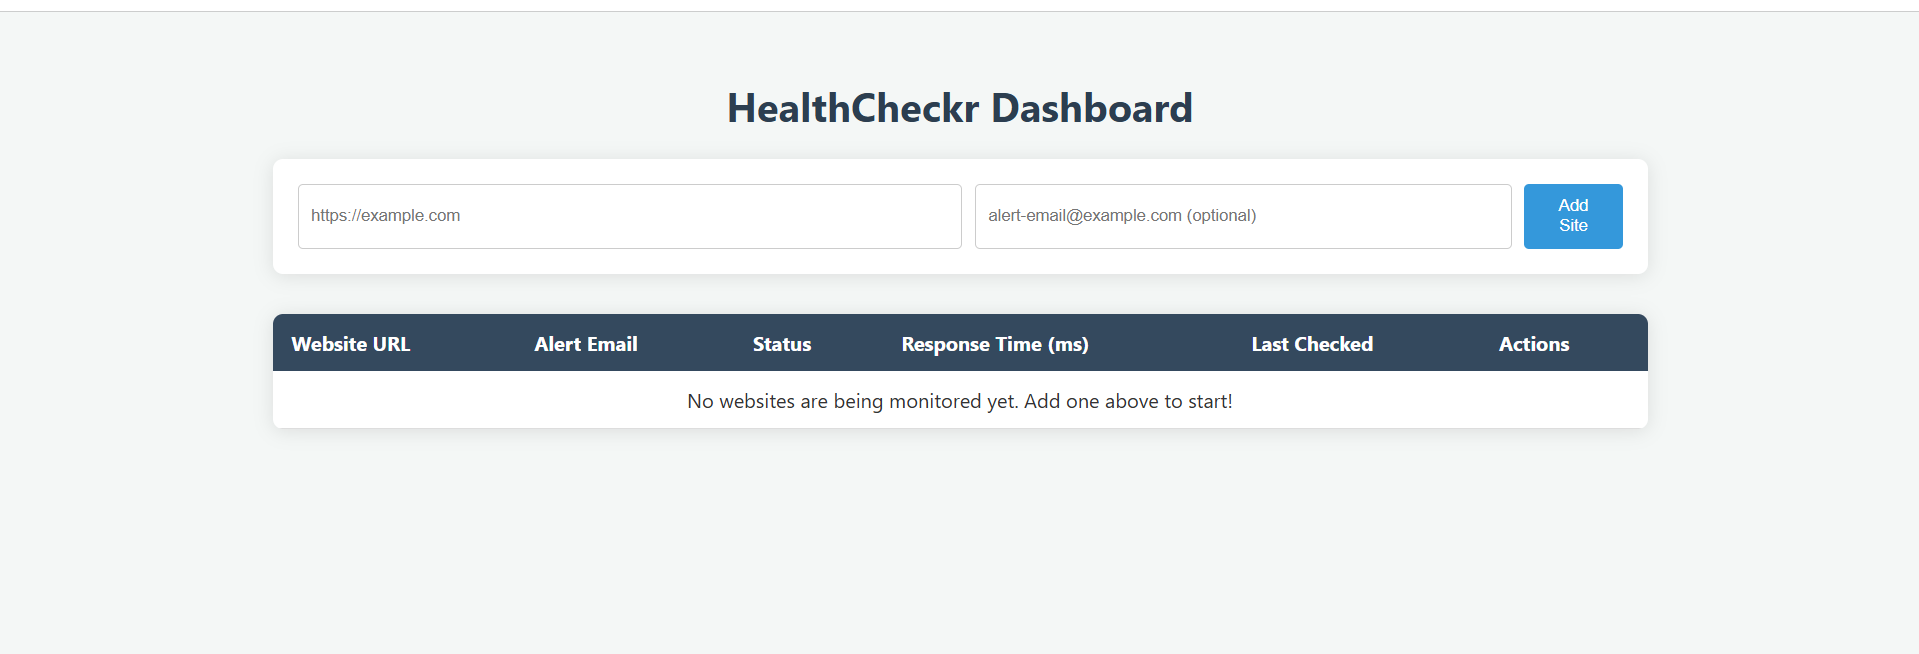 HealthCheckr Dashboard
https://example.com
alert-email@example.com (optional)
Add
Site
Website URL Alert Email Status Response Time (ms) Last Checked Actions
No websites are being monitored yet. Add one above to start!